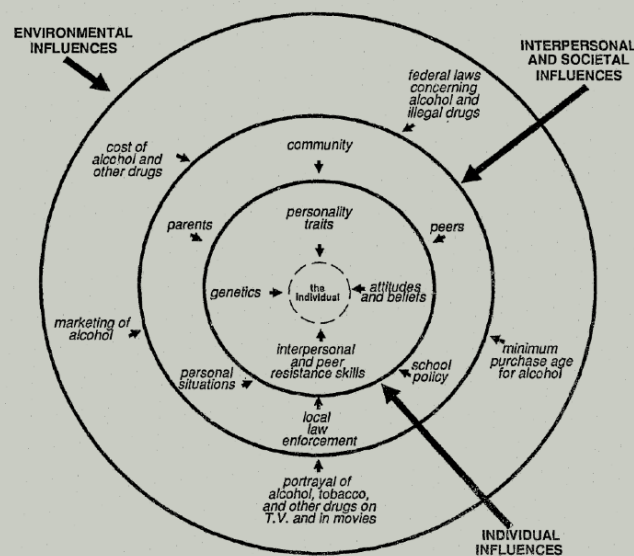 ENVIRONMENTAL
INFLUENCES
INTERPERSONAL
AND SOCIETAL
INFLUENCES
federal laws
concerning
alcohol and
illegal drugs
cost of
alcohol and
other drugs
community
parents
personality
traits
peers
genetics
the
individual
attitudes
and beliefs
marketing of
alcohol
personal
situations
interpersonal
and peer
resistance skills
school
policy
minimum
purchase age
for alcohol
local
law
enforcement
portrayal of
alcohol, tobacco,
and other drugs on
T.V. and in movies
INDIVIDUAL
INFLUENCES